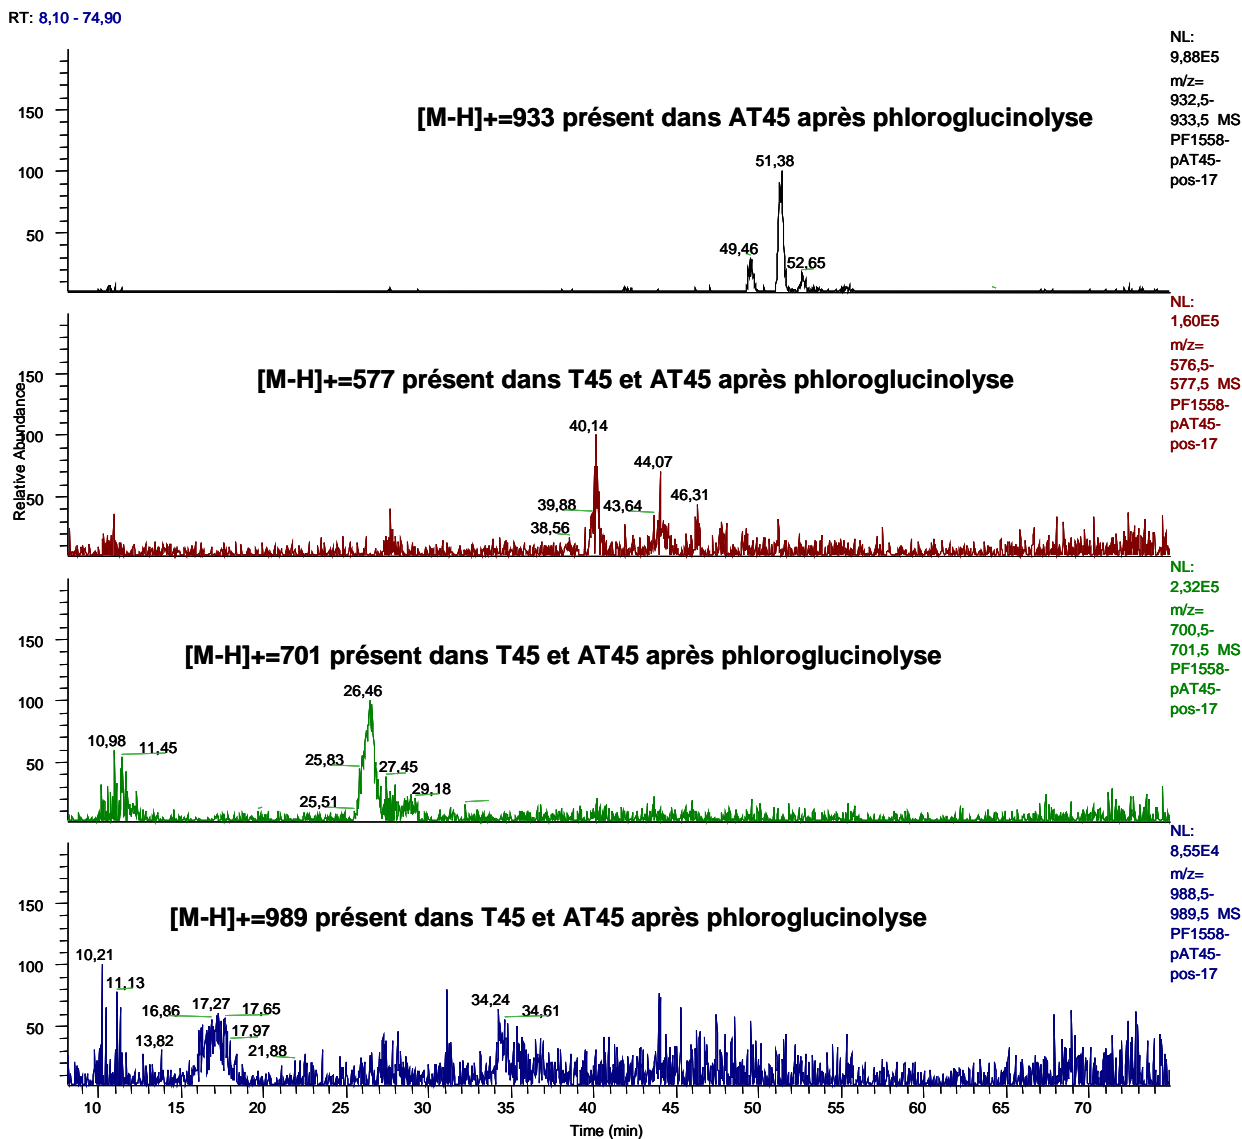 RT: 8,10 - 74,90
NL:
9,88E5
m/z=
932,5-
933,5 MS
PF1558-
pAT45-
pos-17
[M-H]+=933 présent dans AT45 après phloroglucinolyse
150
100
50
51,38
49,46
52,65
NL:
1,60E5
m/z=
576,5-
577,5 MS
PF1558-
pAT45-
pos-17
[M-H]+=577 présent dans T45 et AT45 après phloroglucinolyse
Relative Abundance
150
100
50
40,14
44,07
46,31
39,88
43,64
38,56
NL:
2,32E5
m/z=
700,5-
701,5 MS
PF1558-
pAT45-
pos-17
[M-H]+=701 présent dans T45 et AT45 après phloroglucinolyse
150
100
50
26,46
10,98
11,45
25,83
27,45
25,51
29,18
NL:
8,55E4
m/z=
988,5-
989,5 MS
PF1558-
pAT45-
pos-17
[M-H]+=989 présent dans T45 et AT45 après phloroglucinolyse
150
100
50
10,21
11,13
16,86
17,27
17,65
17,97
13,82
21,88
34,24
34,61
10 15 20 25 30 35 40 45 50 55 60 65 70
Time (min)